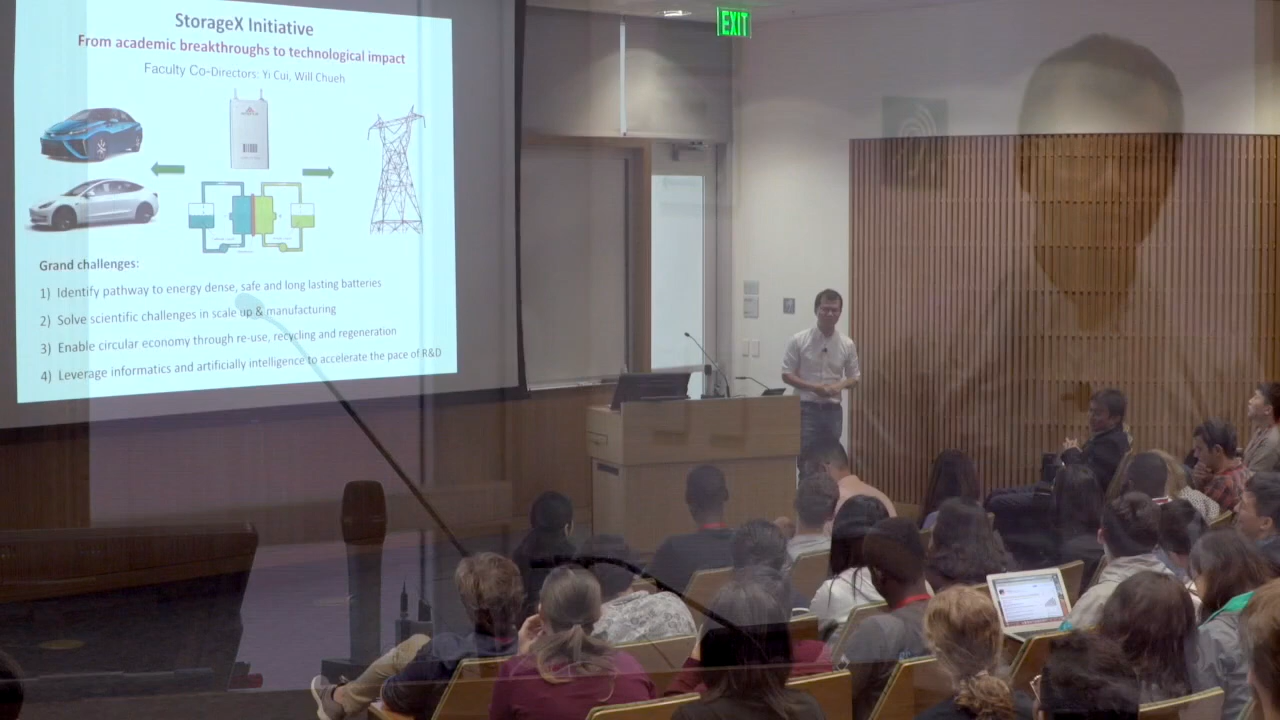 StorageX Initiative
From academic breakthroughs to technological impact
Faculty Co-Directors: Yi Cui, Will Chueh
Grand challenges:
1) Identify pathway to energy dense, safe and long lasting batteries
2) Solve scientific challenges in scale up & manufacturing
3) Enable circular economy through re-use, recycling and regeneration
4) Leverage informatics and artificially intelligence to accelerate the pace of R&D
EXIT